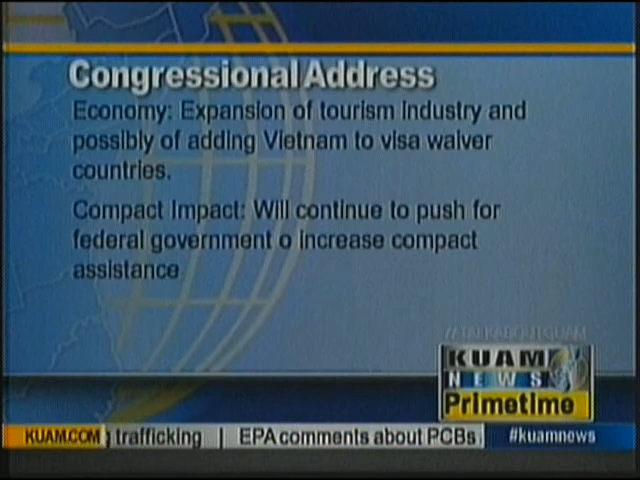 Congressional Address
Economy: Expansion of tourism industry and
possibly of adding Vietnam to visa waiver
countries.
Compact Impact: Will continue to push for
federal government o increase compact
assistance
#TALKABOUTGUAM
KUAM
NEWS
Primetime
KUAM.COM trafficking | EPA comments about PCBs #kuamnews